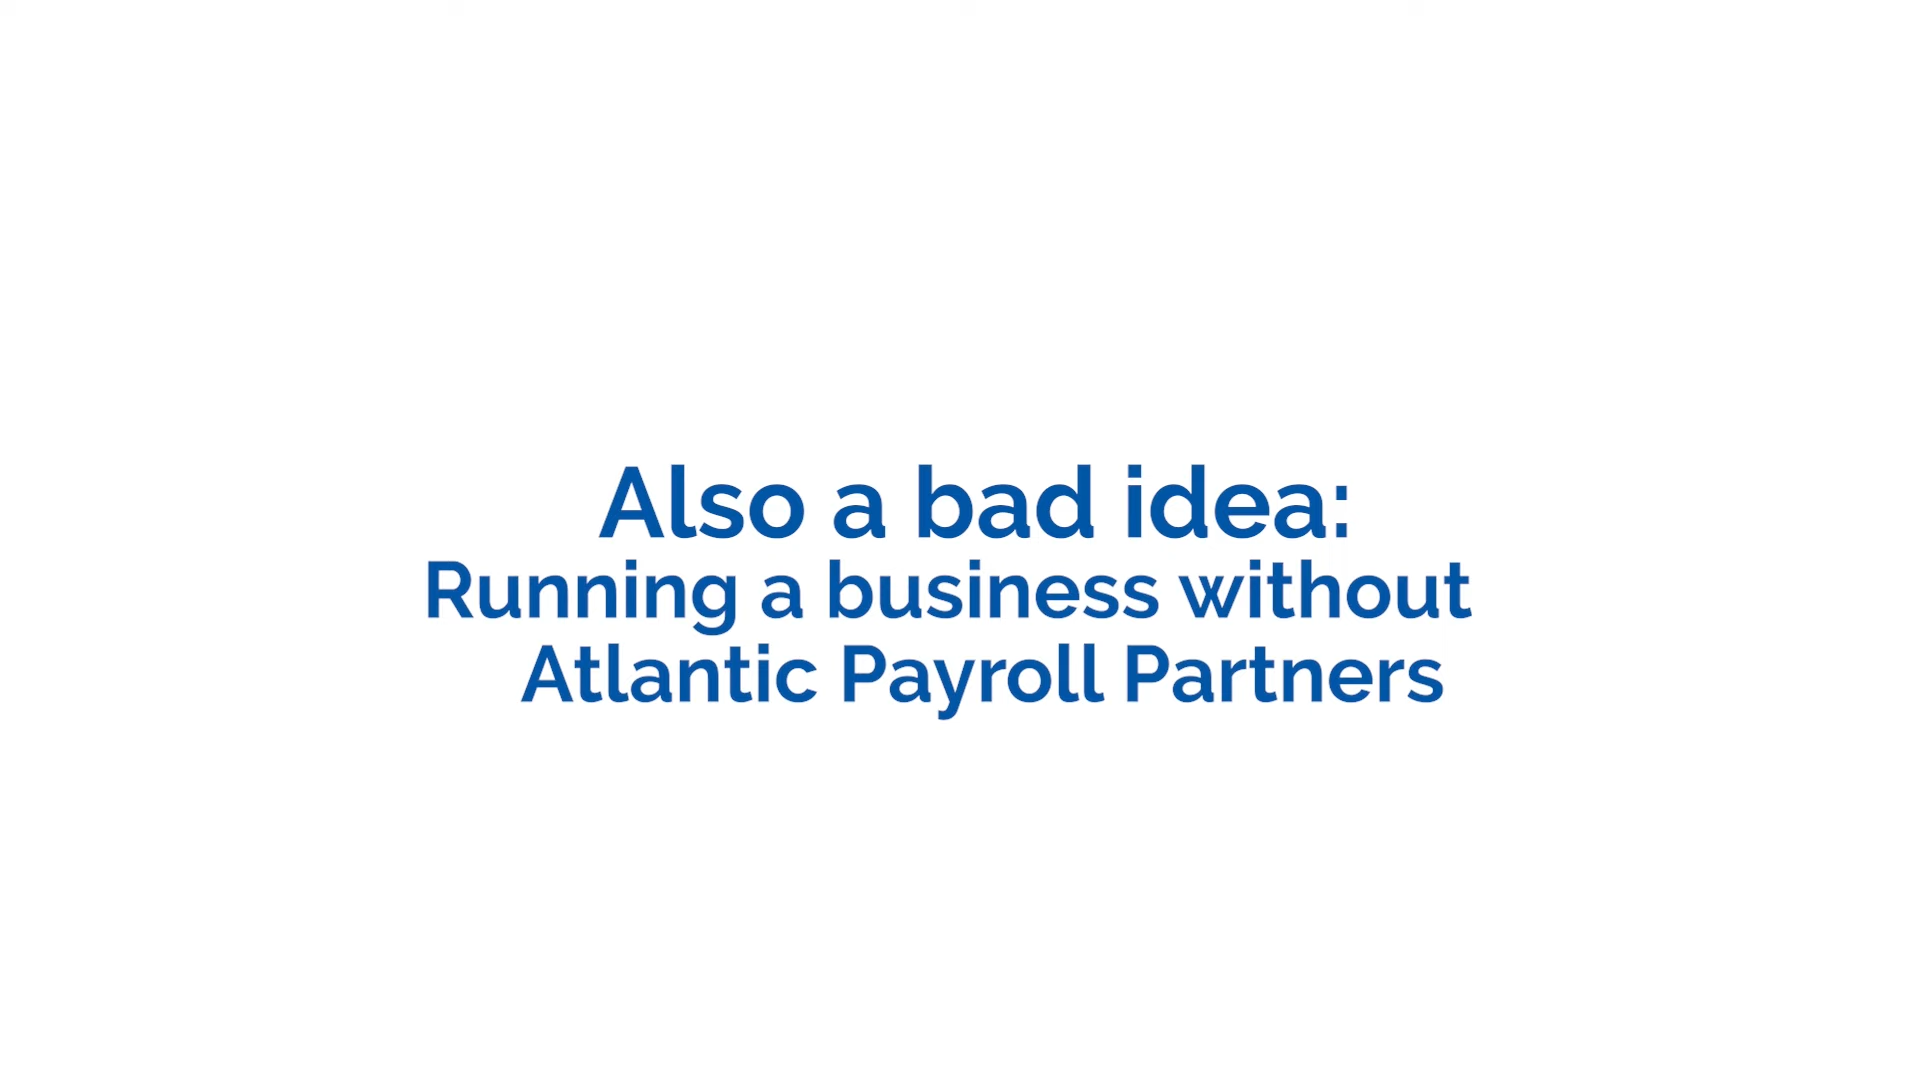 Also a bad idea:
Running a business without
Atlantic Payroll Partners